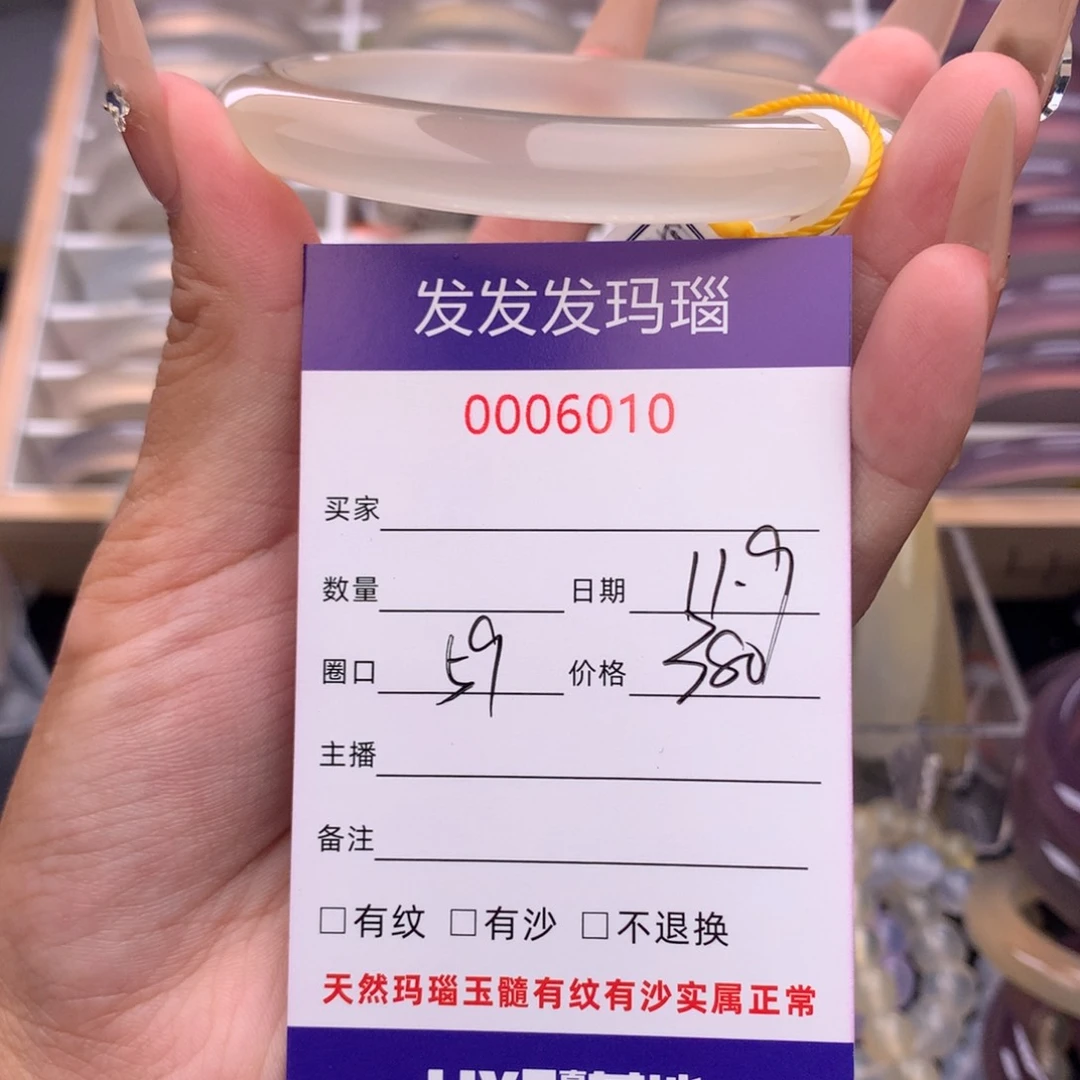 发发发玛瑙
0006010
买家
数量 日期 11.9
圈口 59 价格 380
主播
备注
□有纹 □有沙 □不退换
天然玛瑙玉髓有纹有沙实属正常